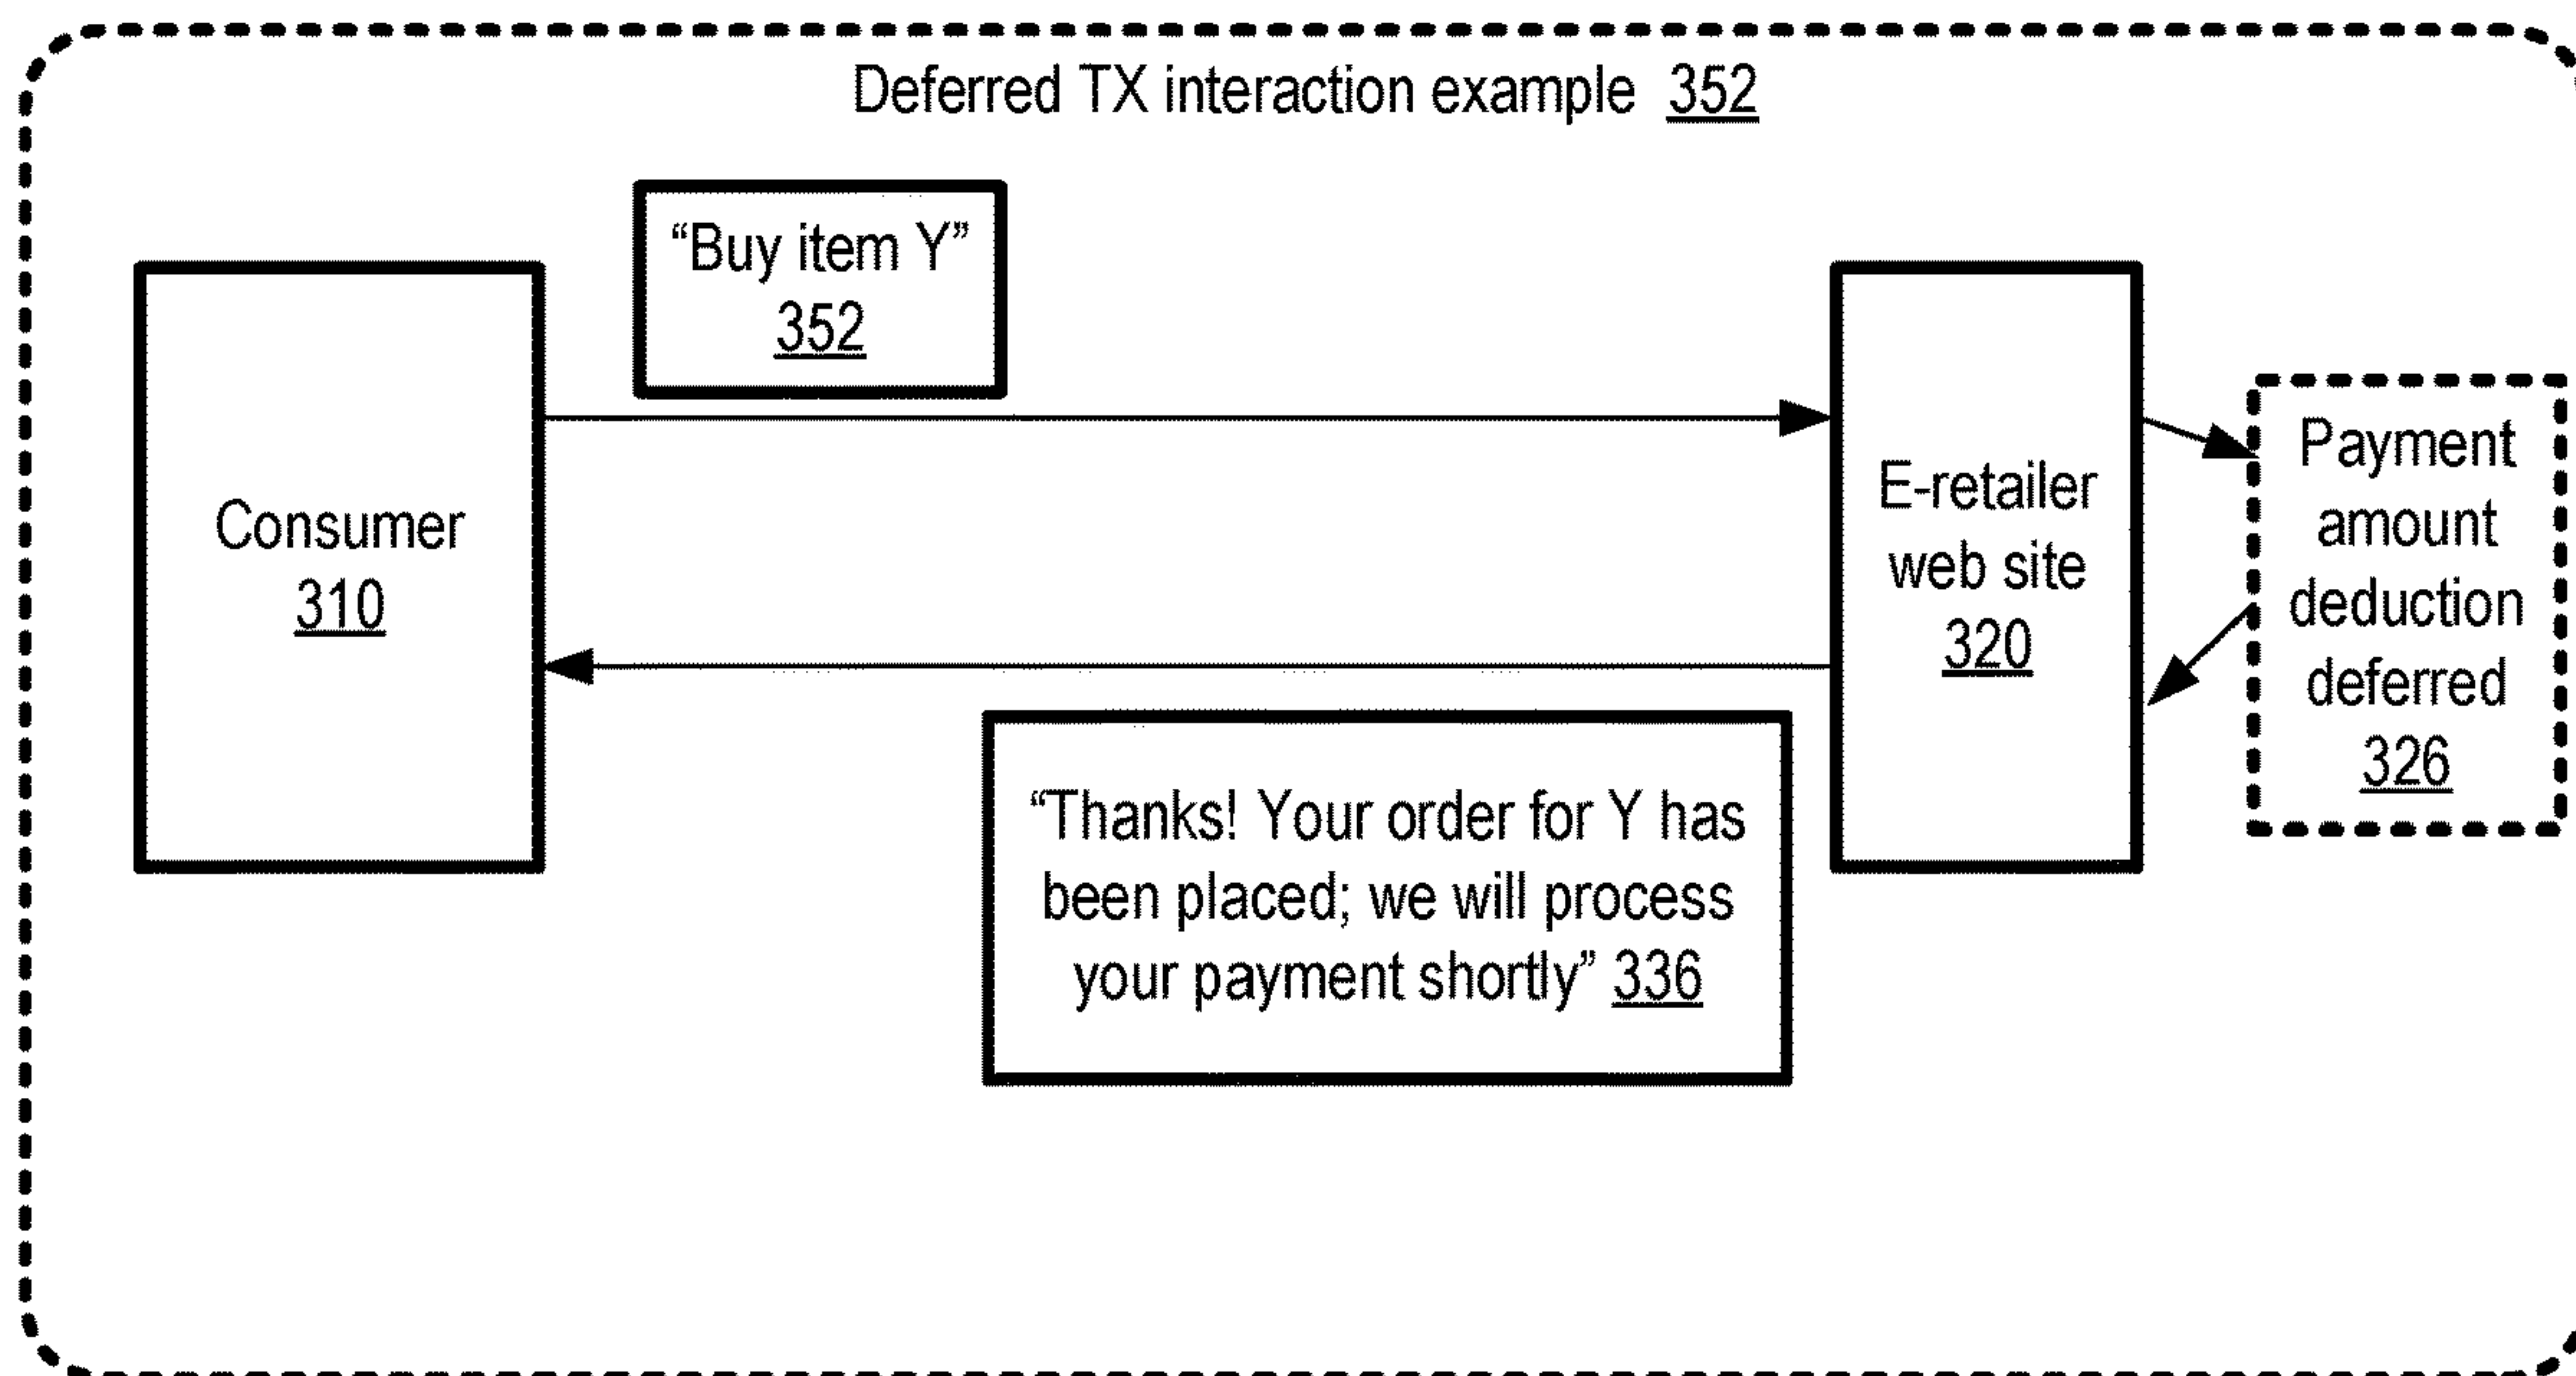 Deferred TX interaction example 352
“Buy item Y”
352
Consumer
310
E-retailer
web site
320
Payment
amount
deduction
deferred
326
“Thanks! Your order for Y has
been placed; we will process
your payment shortly” 336